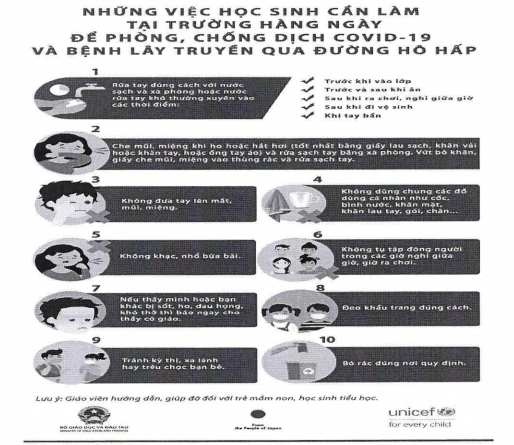 NHỮNG VIỆC HỌC SINH CẦN LÀM
TẠI TRƯỜNG HÀNG NGÀY
ĐỂ PHÒNG, CHỐNG DỊCH COVID-19
VÀ BỆNH LÂY TRUYỀN QUA ĐƯỜNG HÔ HẤP
1
Rửa tay đúng cách với nước
sạch và xà phòng hoặc nước
rửa tay khô thường xuyên vào
các thời điểm:
Trước khi vào lớp
Trước và sau khi ăn
Sau khi ra chơi, nghỉ giữa giờ
Sau khi đi vệ sinh
Khi tay bẩn
2
Che mũi, miệng khi ho hoặc hắt hơi (tốt nhất bằng giấy lau sạch, khăn vải
hoặc khăn tay, hoặc ống tay áo) và rửa sạch tay bằng xà phòng. Vứt bỏ khăn,
giấy che mũi, miệng vào thùng rác và rửa sạch tay.
3
Không đưa tay lên mắt,
mũi, miệng.
4
Không dùng chung các đồ
dùng cá nhân như cốc,
bình nước, khăn mặt,
khăn lau tay, gối, chăn...
5
Không khạc, nhổ bừa bãi.
6
Không tụ tập đông người
trong các giờ nghỉ giữa
giờ, giờ ra chơi.
7
Nếu thấy mình hoặc bạn
khác bị sốt, ho, đau họng,
khó thở thì báo ngay cho
thầy cô giáo.
8
Đeo khẩu trang đúng cách.
9
Tránh kỳ thị, xa lánh
hay trêu chọc bạn bè.
10
Bỏ rác đúng nơi quy định.
Lưu ý: Giáo viên hướng dẫn, giúp đỡ đối với trẻ mầm non, học sinh tiểu học.
BỘ GIÁO DỤC VÀ ĐÀO TẠO
MINISTRY OF EDUCATION AND TRAINING
From
the People of Japan
unicef
for every child